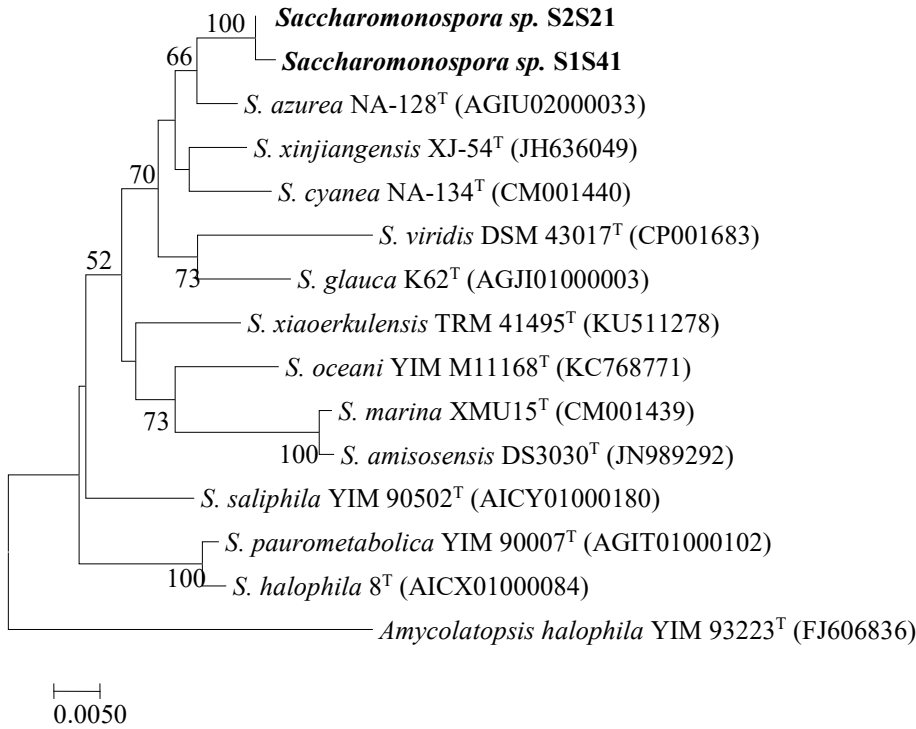 100
Saccharomonospora sp. S2S21
Saccharomonospora sp. S1S41
66
S. azurea NA-128ᵀ (AGIU02000033)
S. xinjiangensis XJ-54ᵀ (JH636049)
70
S. cyanea NA-134ᵀ (CM001440)
S. viridis DSM 43017ᵀ (CP001683)
52
73
S. glauca K62ᵀ (AGJI01000003)
S. xiaoerkulensis TRM 41495ᵀ (KU511278)
S. oceani YIM M11168ᵀ (KC768771)
73
S. marina XMU15ᵀ (CM001439)
100
S. amisosensis DS3030ᵀ (JN989292)
S. saliphila YIM 90502ᵀ (AICY01000180)
S. paurometabolica YIM 90007ᵀ (AGIT01000102)
100
S. halophila 8ᵀ (AICX01000084)
Amycolatopsis halophila YIM 93223ᵀ (FJ606836)
0.0050